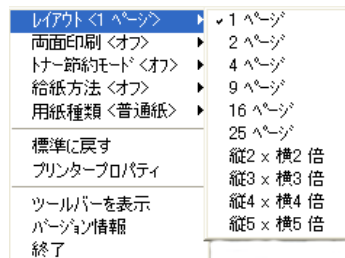 レイアウト <1 ページ>
両面印刷 <オフ>
トナー節約モード <オフ>
給紙方法 <オフ>
用紙種類 <普通紙>
標準に戻す
プリンタープロパティ
ツールバーを表示
バージョン情報
終了
1 ページ
2 ページ
4 ページ
9 ページ
16 ページ
25 ページ
縦2 x 横2 倍
縦3 x 横3 倍
縦4 x 横4 倍
縦5 x 横5 倍